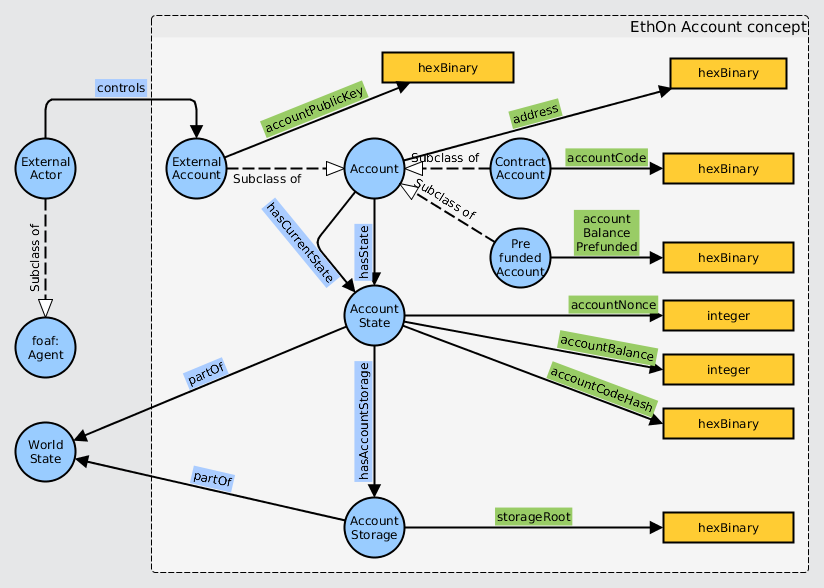 EthOn Account concept
hexBinary
hexBinary
controls
accountPublicKey
address
External
Actor
External
Account
Subclass of
Account
Subclass of
Contract
Account
accountCode
hexBinary
Subclass of
Subclass of
hasCurrentState
hasState
Pre
funded
Account
account
Balance
Prefunded
hexBinary
foaf:
Agent
Account
State
accountNonce
integer
accountBalance
integer
accountCodeHash
hexBinary
partOf
hasAccountStorage
World
State
partOf
Account
Storage
storageRoot
hexBinary